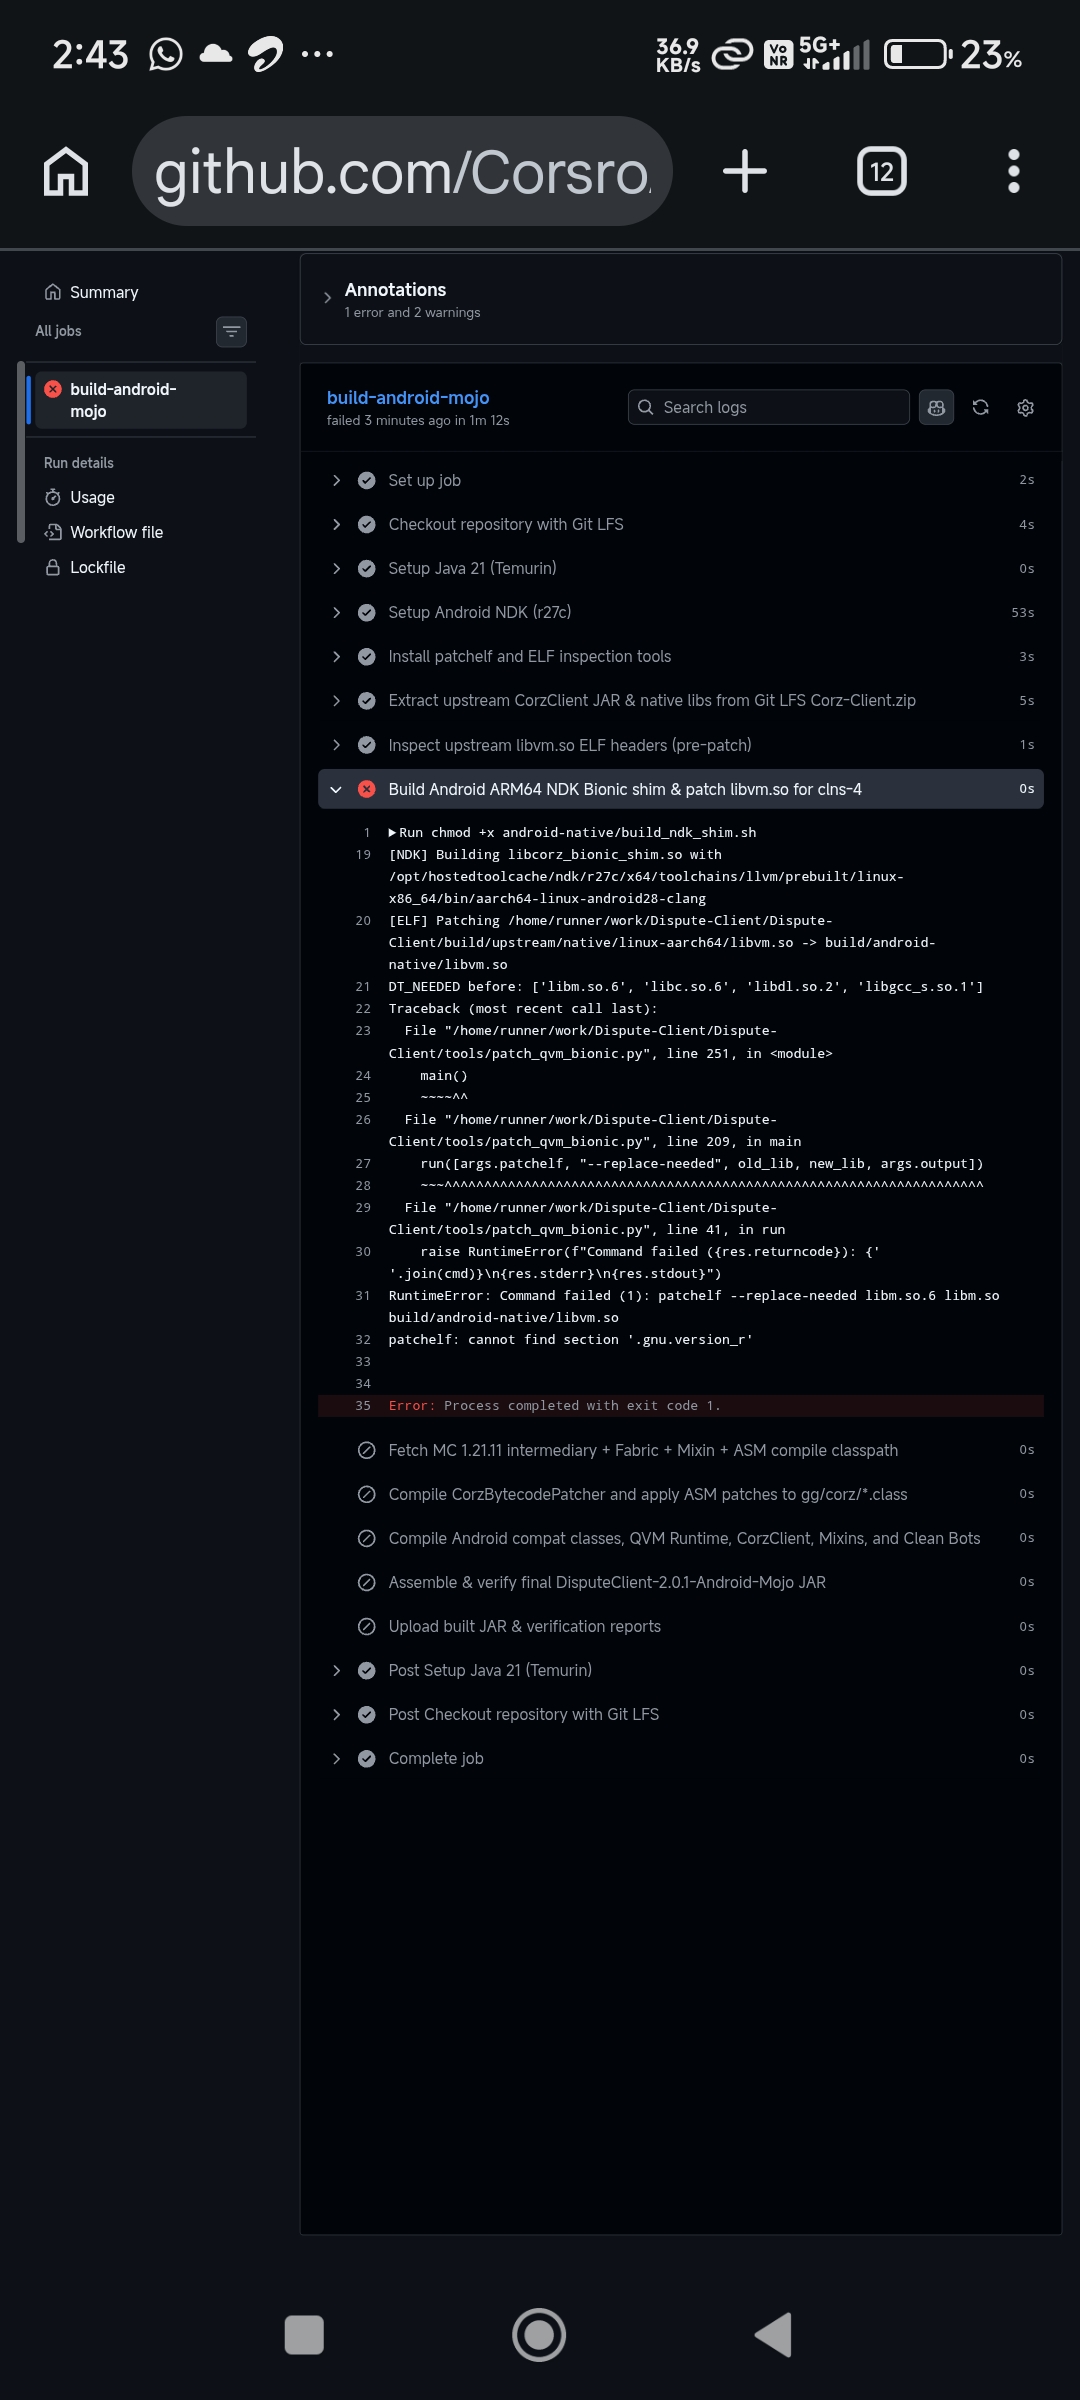 2:43
36.9 KB/s
Vo NR
5G+
23%
github.com/Corsro
12
Summary
All jobs
build-android-
mojo
Run details
Usage
Workflow file
Lockfile
Annotations
1 error and 2 warnings
build-android-mojo
failed 3 minutes ago in 1m 12s
Search logs
Set up job 2s
Checkout repository with Git LFS 4s
Setup Java 21 (Temurin) 0s
Setup Android NDK (r27c) 53s
Install patchelf and ELF inspection tools 3s
Extract upstream CorzClient JAR & native libs from Git LFS Corz-Client.zip 5s
Inspect upstream libvm.so ELF headers (pre-patch) 1s
Build Android ARM64 NDK Bionic shim & patch libvm.so for clns-4 0s
1 ▶Run chmod +x android-native/build_ndk_shim.sh
19 [NDK] Building libcorz_bionic_shim.so with
/opt/hostedtoolcache/ndk/r27c/x64/toolchains/llvm/prebuilt/linux-
x86_64/bin/aarch64-linux-android28-clang
20 [ELF] Patching /home/runner/work/Dispute-Client/Dispute-
Client/build/upstream/native/linux-aarch64/libvm.so -> build/android-
native/libvm.so
21 DT_NEEDED before: ['libm.so.6', 'libc.so.6', 'libdl.so.2', 'libgcc_s.so.1']
22 Traceback (most recent call last):
23 File "/home/runner/work/Dispute-Client/Dispute-
Client/tools/patch_qvm_bionic.py", line 251, in <module>
24 main()
25 ~~~~^^
26 File "/home/runner/work/Dispute-Client/Dispute-
Client/tools/patch_qvm_bionic.py", line 209, in main
27 run([args.patchelf, "--replace-needed", old_lib, new_lib, args.output])
28 ~~~^^^^^^^^^^^^^^^^^^^^^^^^^^^^^^^^^^^^^^^^^^^^^^^^^^^^^^^^^^^^^^^^^^^^
29 File "/home/runner/work/Dispute-Client/Dispute-
Client/tools/patch_qvm_bionic.py", line 41, in run
30 raise RuntimeError(f"Command failed ({res.returncode}): {'
'.join(cmd)}\n{res.stderr}\n{res.stdout}")
31 RuntimeError: Command failed (1): patchelf --replace-needed libm.so.6 libm.so
build/android-native/libvm.so
32 patchelf: cannot find section '.gnu.version_r'
33
34
35 Error: Process completed with exit code 1.
Fetch MC 1.21.11 intermediary + Fabric + Mixin + ASM compile classpath 0s
Compile CorzBytecodePatcher and apply ASM patches to gg/corz/*.class 0s
Compile Android compat classes, QVM Runtime, CorzClient, Mixins, and Clean Bots 0s
Assemble & verify final DisputeClient-2.0.1-Android-Mojo JAR 0s
Upload built JAR & verification reports 0s
Post Setup Java 21 (Temurin) 0s
Post Checkout repository with Git LFS 0s
Complete job 0s